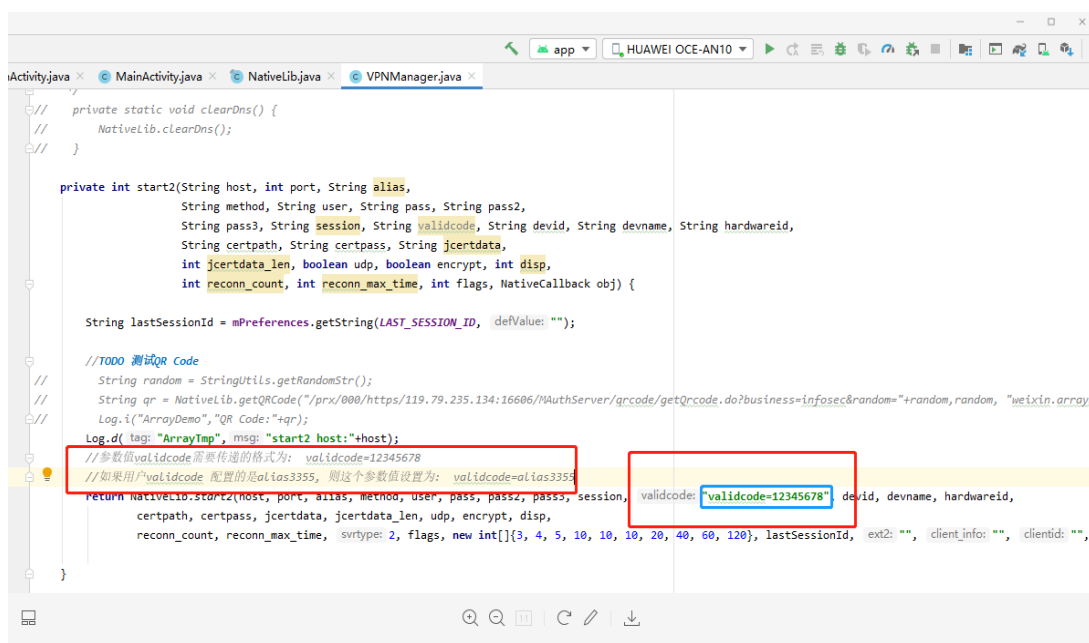 app HUAWEI OCE-AN10
nActivity.java MainActivity.java NativeLib.java VPNManager.java
*/
// private static void clearDns() {
// NativeLib.clearDns();
// }
private int start2(String host, int port, String alias,
String method, String user, String pass, String pass2,
String pass3, String session, String validcode, String devid, String devname, String hardwareid,
String certpath, String certpass, String jcertdata,
int jcertdata_len, boolean udp, boolean encrypt, int disp,
int reconn_count, int reconn_max_time, int flags, NativeCallback obj) {
String lastSessionId = mPreferences.getString(LAST_SESSION_ID, defValue: "");
//TODO 测试QR Code
// String random = StringUtils.getRandomStr();
// String qr = NativeLib.getQRCode("/prx/000/https/119.79.235.134:16606/MAuthServer/qrcode/getQrcode.do?business=infosec&random="+random,random, "weixin.array
// Log.i("ArrayDemo","QR Code:"+qr);
Log.d( tag: "ArrayTmp", msg: "start2 host:"+host);
//参数值validcode需要传递的格式为: validcode=12345678
//如果用户validcode 配置的是alias3355, 则这个参数值设置为: validcode=alias3355
return NativeLib.start2(host, port, alias, method, user, pass, pass2, pass3, session, validcode: "validcode=12345678", devid, devname, hardwareid,
certpath, certpass, jcertdata, jcertdata_len, udp, encrypt, disp,
reconn_count, reconn_max_time, svrtype: 2, flags, new int[]{3, 4, 5, 10, 10, 10, 20, 40, 60, 120}, lastSessionId, ext2: "", client_info: "", clientid: "",
}
1:1